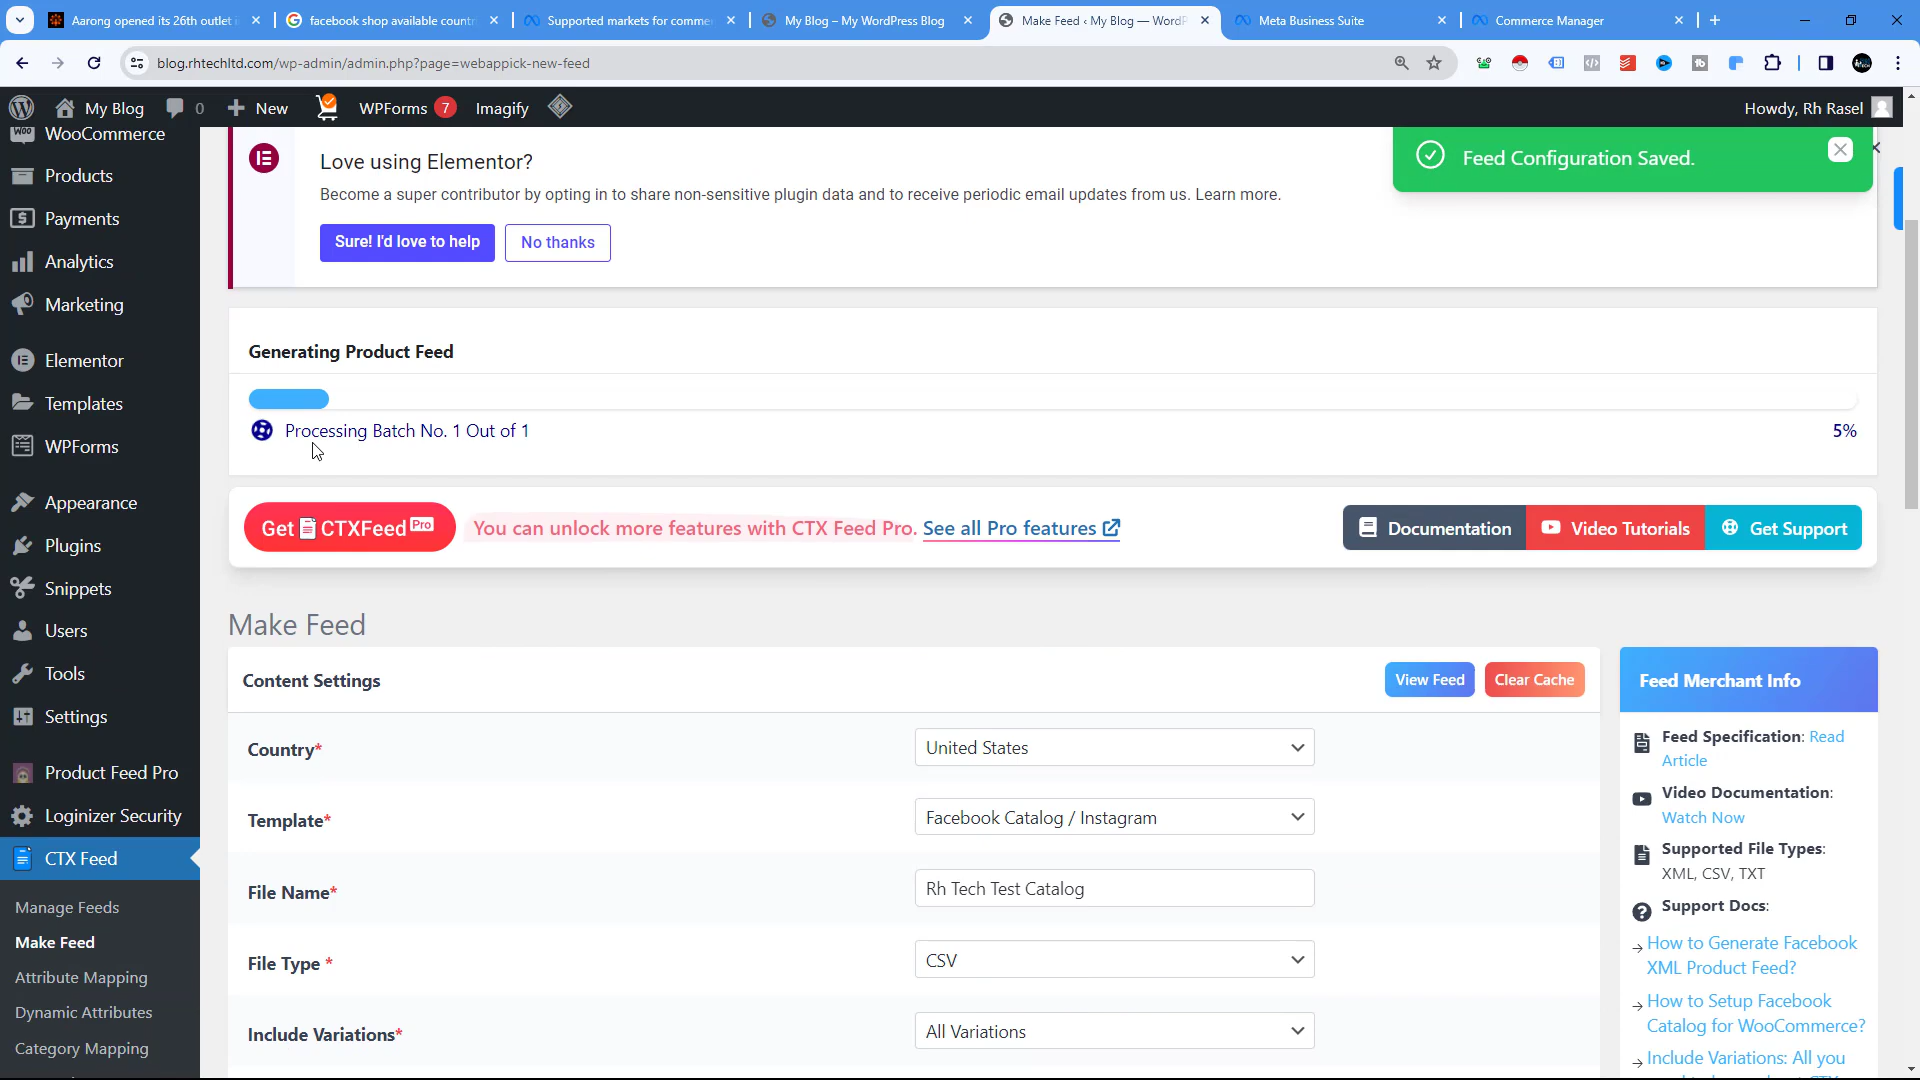 Aarong opened its 26th outlet i
facebook shop available countr
Supported markets for comme
My Blog – My WordPress Blog
Make Feed ‹ My Blog — WordP
Meta Business Suite
Commerce Manager
blog.rhtechltd.com/wp-admin/admin.php?page=webappick-new-feed
My Blog
0
New
WPForms 7
Imagify
Howdy, Rh Rasel
WooCommerce
Products
Payments
Analytics
Marketing
Elementor
Templates
WPForms
Appearance
Plugins
Snippets
Users
Tools
Settings
Product Feed Pro
Loginizer Security
CTX Feed
Manage Feeds
Make Feed
Attribute Mapping
Dynamic Attributes
Category Mapping
Love using Elementor?
Become a super contributor by opting in to share non-sensitive plugin data and to receive periodic email updates from us. Learn more.
Sure! I'd love to help
No thanks
Feed Configuration Saved.
Generating Product Feed
Processing Batch No. 1 Out of 1
5%
Get CTXFeed Pro
You can unlock more features with CTX Feed Pro. See all Pro features
Documentation
Video Tutorials
Get Support
Make Feed
Content Settings
View Feed
Clear Cache
Country*
United States
Template*
Facebook Catalog / Instagram
File Name*
Rh Tech Test Catalog
File Type *
CSV
Include Variations*
All Variations
Feed Merchant Info
Feed Specification: Read
Article
Video Documentation:
Watch Now
Supported File Types:
XML, CSV, TXT
Support Docs:
How to Generate Facebook
XML Product Feed?
How to Setup Facebook
Catalog for WooCommerce?
Include Variations: All you